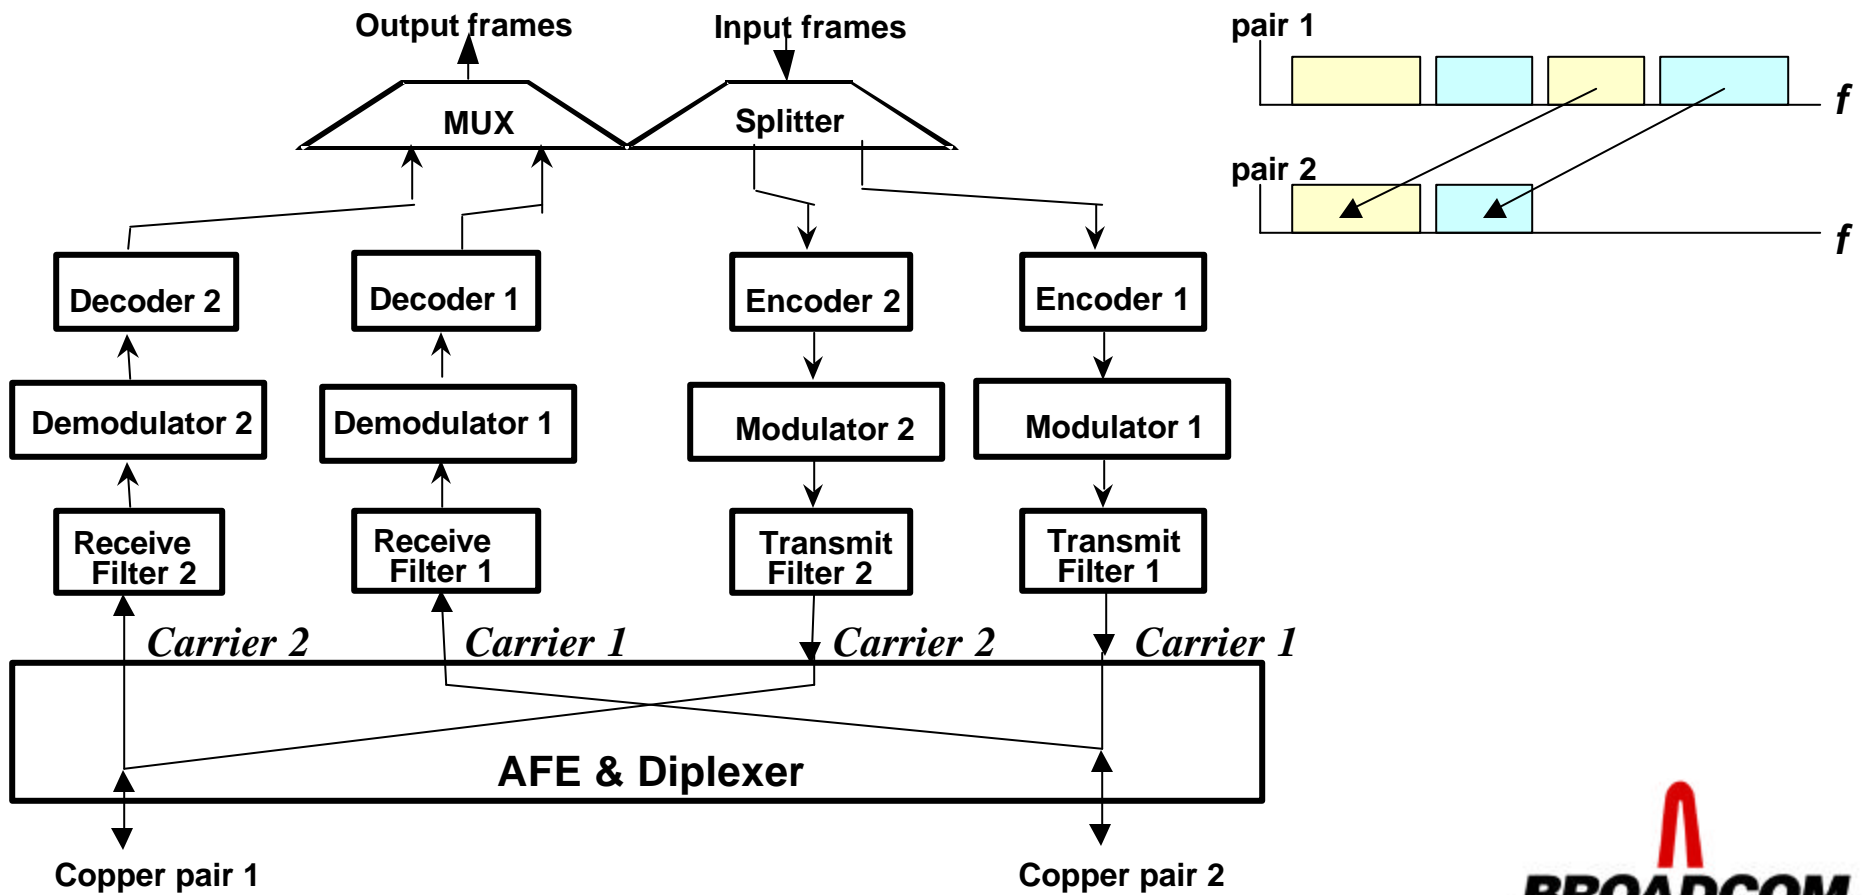 Output frames
Input frames
MUX
Splitter
Decoder 2
Decoder 1
Encoder 2
Encoder 1
Demodulator 2
Demodulator 1
Modulator 2
Modulator 1
Receive
Filter 2
Receive
Filter 1
Transmit
Filter 2
Transmit
Filter 1
Carrier 2
Carrier 1
Carrier 2
Carrier 1
AFE & Diplexer
Copper pair 1
Copper pair 2
pair 1
f
pair 2
f
BROADCOM